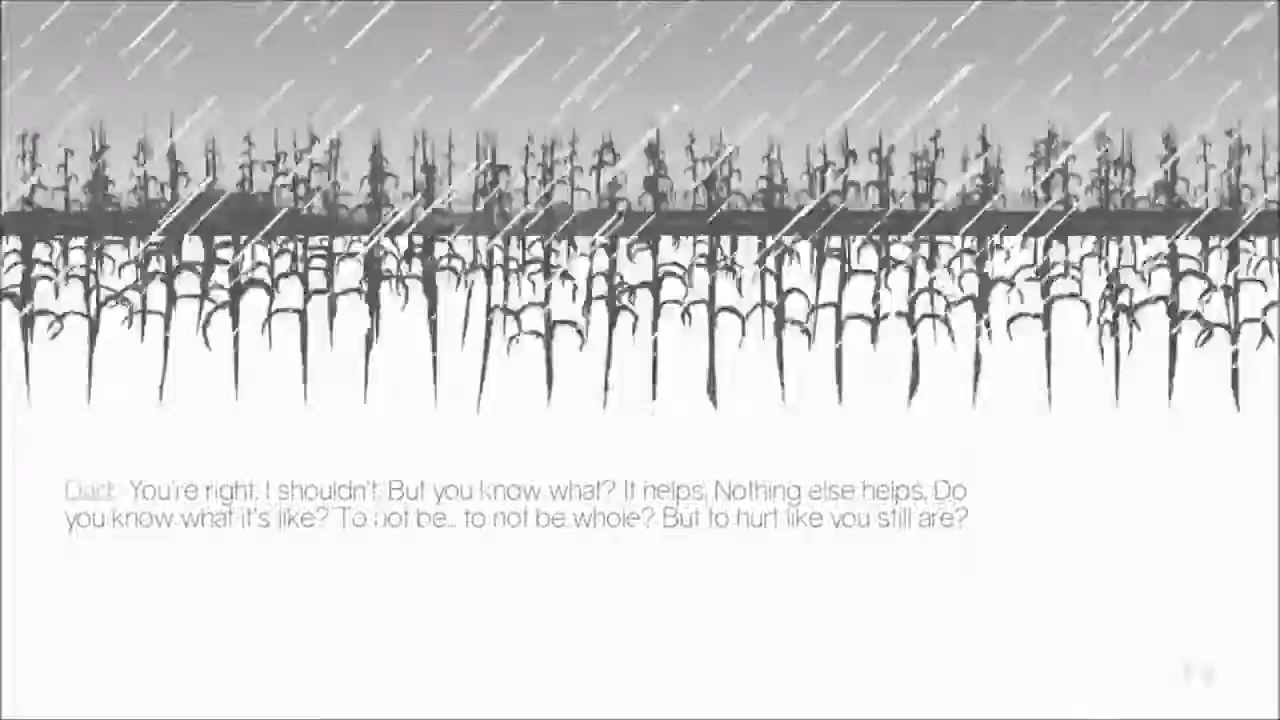 You're right. I shouldn't. But you know what? It helps. Nothing else helps. Do
you know what it's like? To not be... to not be whole? But to hurt like you still are?